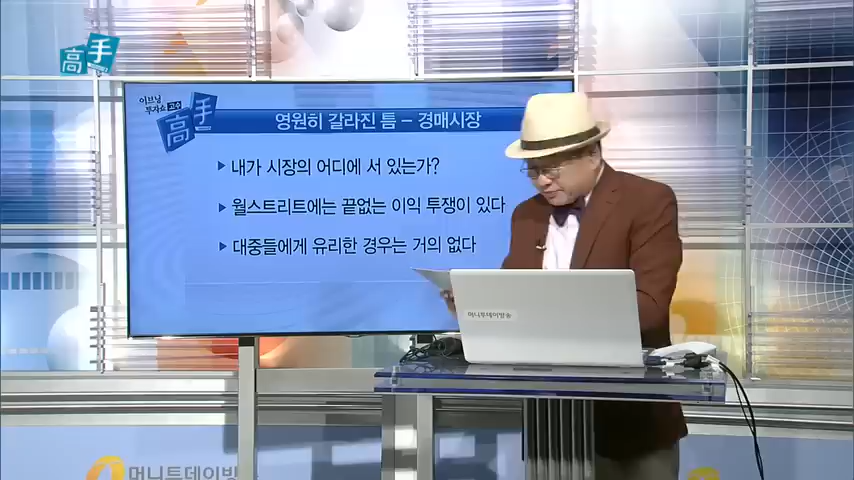 高手
이브닝
투자쇼 고수
高手
영원히 갈라진 틈 – 경매시장
▶ 내가 시장의 어디에 서 있는가?
▶ 월스트리트에는 끝없는 이익 투쟁이 있다
▶ 대중들에게 유리한 경우는 거의 없다
머니투데이방송
머니투데이방송